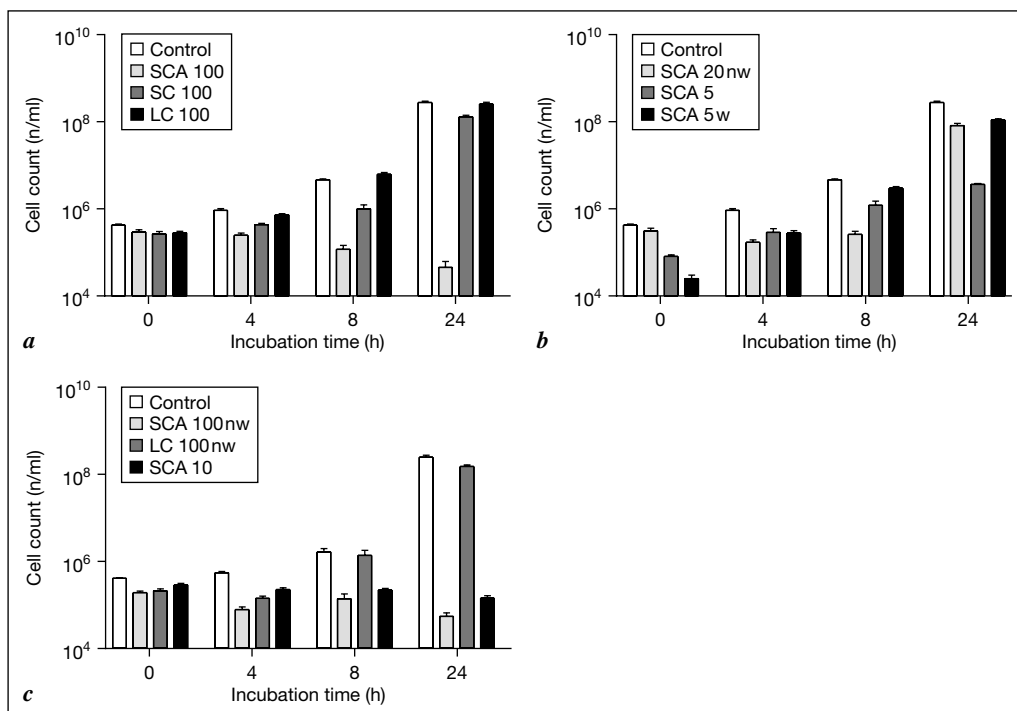 10^10
10^8
10^6
10^4
Cell count (n/ml)
Control
SCA 100
SC 100
LC 100
0 4 8 24
Incubation time (h)
a
10^10
10^8
10^6
10^4
Cell count (n/ml)
Control
SCA 20nw
SCA 5
SCA 5w
0 4 8 24
Incubation time (h)
b
10^10
10^8
10^6
10^4
Cell count (n/ml)
Control
SCA 100nw
LC 100nw
SCA 10
0 4 8 24
Incubation time (h)
c